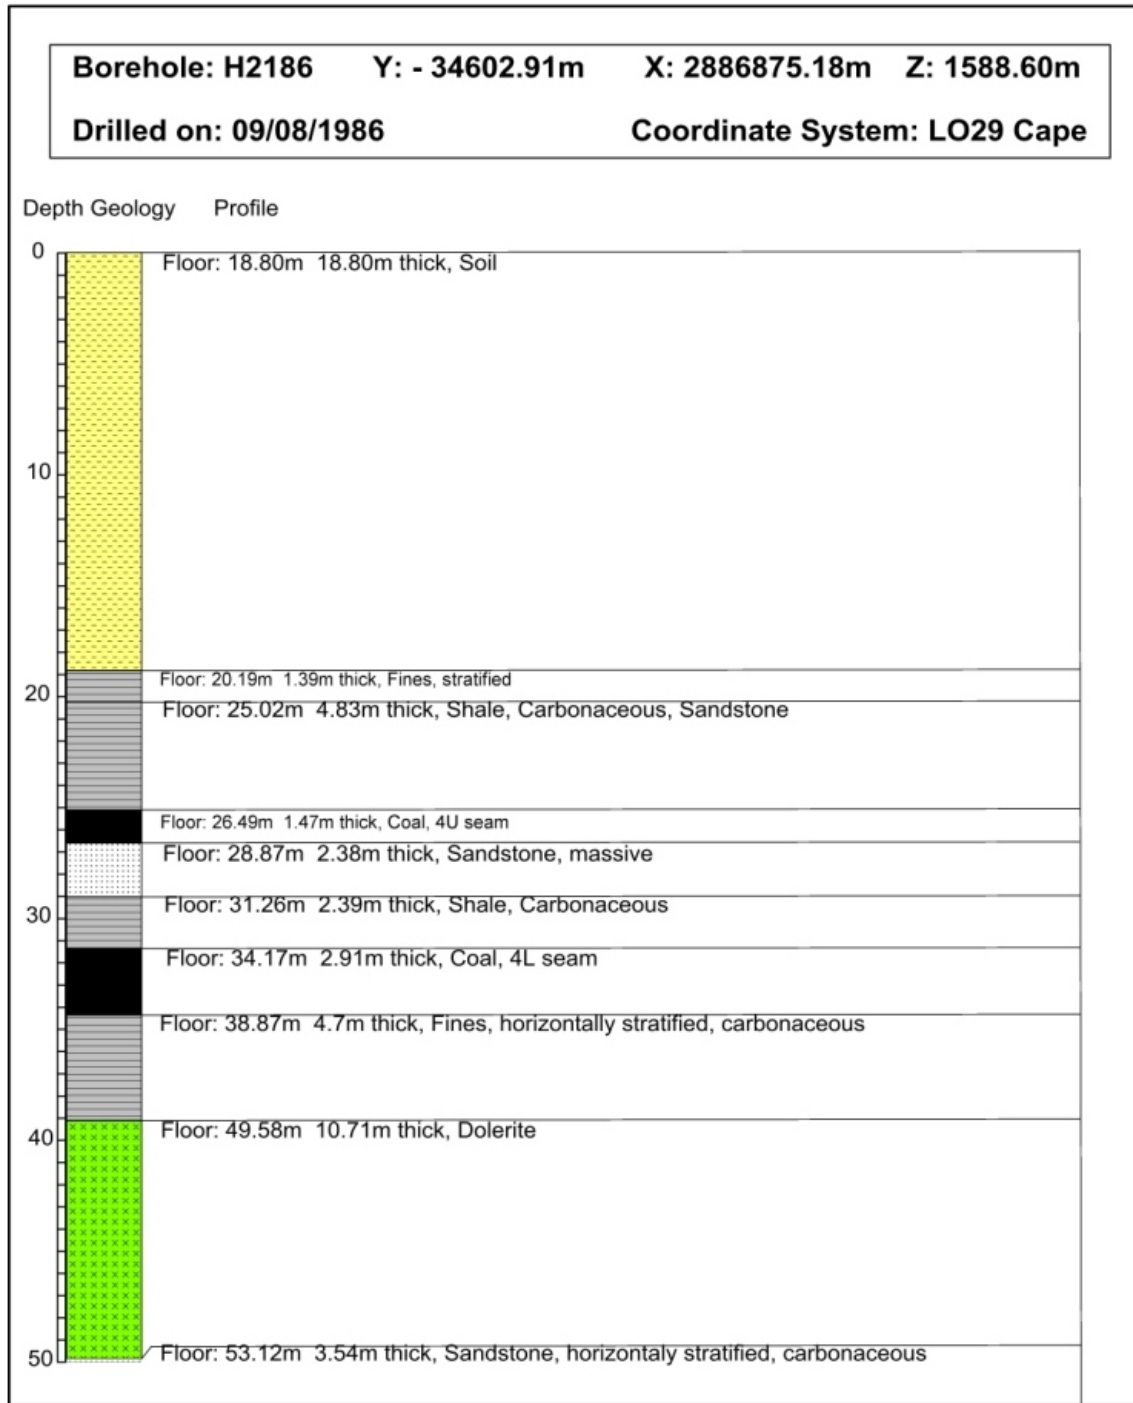 Borehole: H2186 Y: - 34602.91m X: 2886875.18m Z: 1588.60m
Drilled on: 09/08/1986 Coordinate System: LO29 Cape
Depth Geology Profile
0
Floor: 18.80m 18.80m thick, Soil
10
Floor: 20.19m 1.39m thick, Fines, stratified
20
Floor: 25.02m 4.83m thick, Shale, Carbonaceous, Sandstone
Floor: 26.49m 1.47m thick, Coal, 4U seam
Floor: 28.87m 2.38m thick, Sandstone, massive
Floor: 31.26m 2.39m thick, Shale, Carbonaceous
30
Floor: 34.17m 2.91m thick, Coal, 4L seam
Floor: 38.87m 4.7m thick, Fines, horizontally stratified, carbonaceous
Floor: 49.58m 10.71m thick, Dolerite
40
Floor: 53.12m 3.54m thick, Sandstone, horizontaly stratified, carbonaceous
50